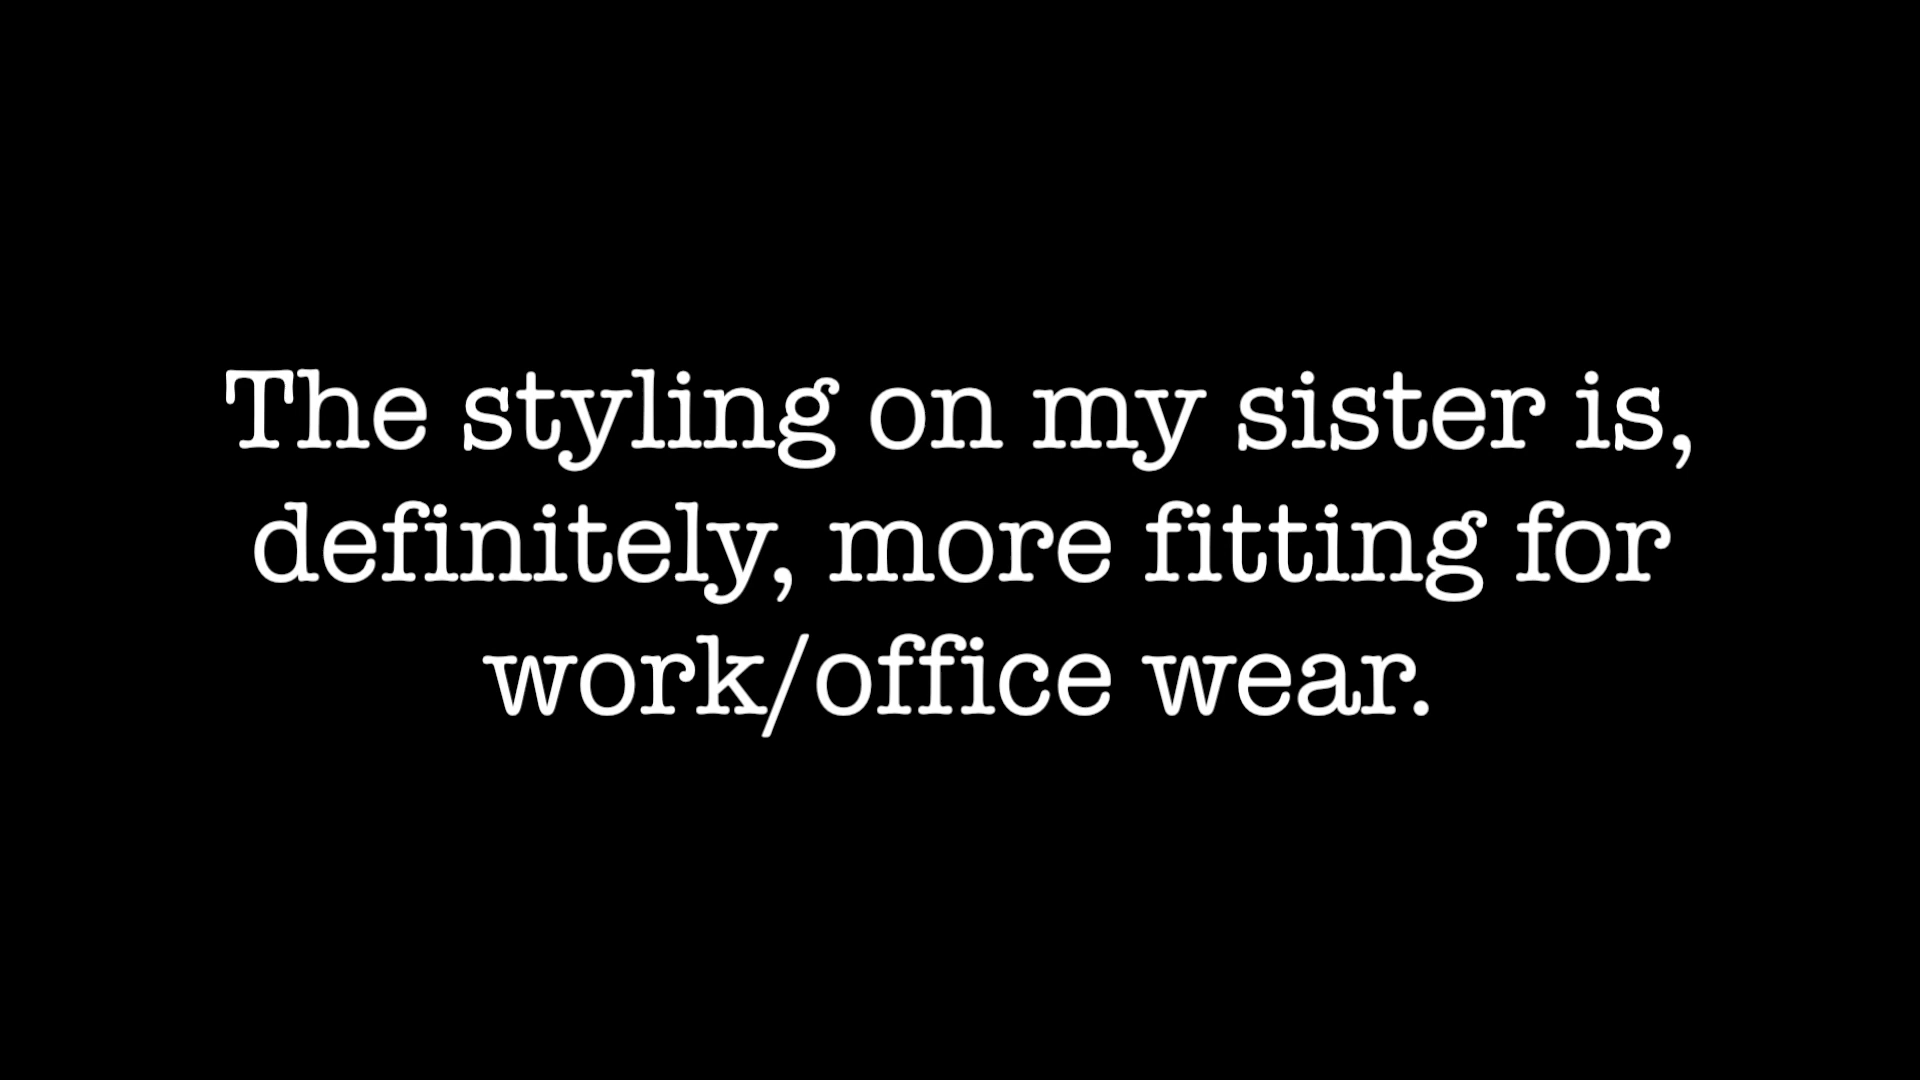 The styling on my sister is,
definitely, more fitting for
work/office wear.